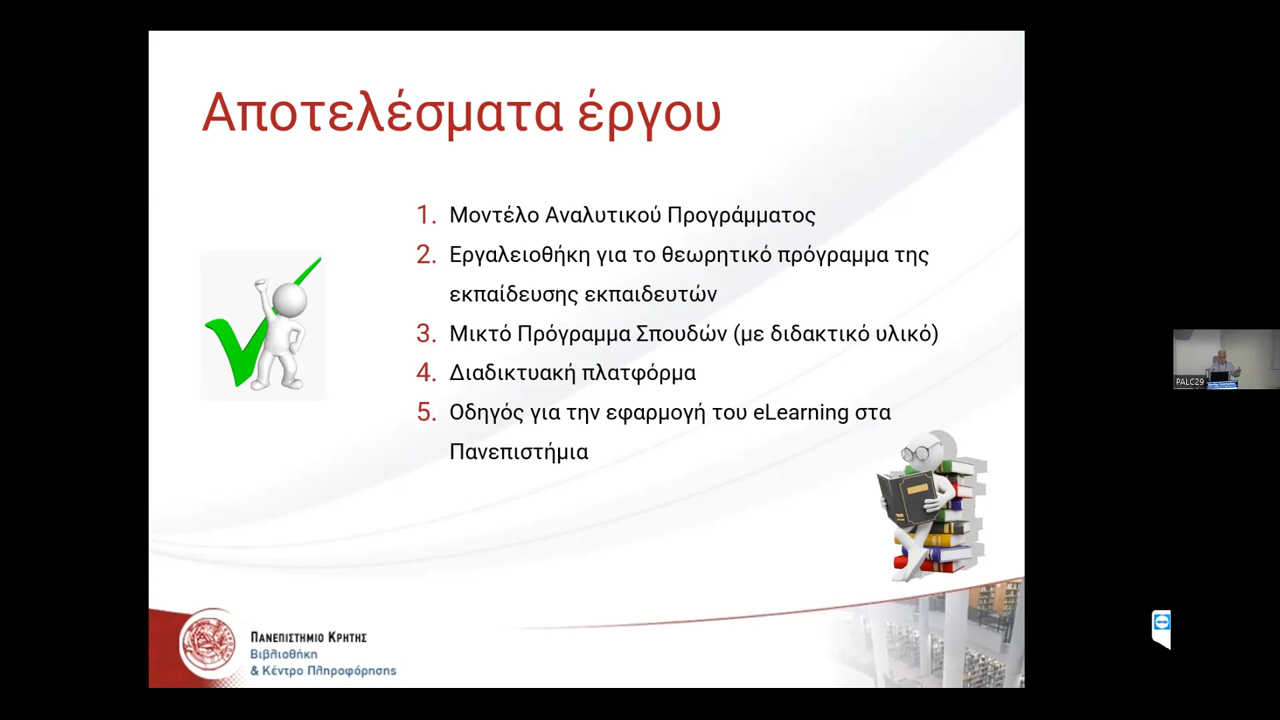 Αποτελέσματα έργου
1. Μοντέλο Αναλυτικού Προγράμματος
2. Εργαλειοθήκη για το θεωρητικό πρόγραμμα της
εκπαίδευσης εκπαιδευτών
3. Μικτό Πρόγραμμα Σπουδών (με διδακτικό υλικό)
4. Διαδικτυακή πλατφόρμα
5. Οδηγός για την εφαρμογή του eLearning στα
Πανεπιστήμια
ΠΑΝΕΠΙΣΤΗΜΙΟ ΚΡΗΤΗΣ
Βιβλιοθήκη
& Κέντρο Πληροφόρησης
PALC29